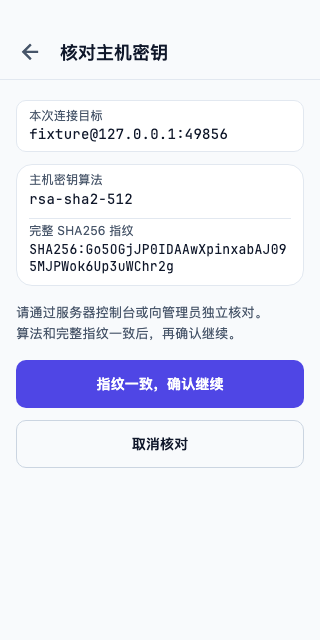 核对主机密钥
本次连接目标
fixture@127.0.0.1:49856
主机密钥算法
rsa-sha2-512
完整 SHA256 指纹
SHA256:Go5OGjJP0IDAAwXpinxabAJ09
5MJPWok6Up3uWChr2g
请通过服务器控制台或向管理员独立核对。
算法和完整指纹一致后，再确认继续。
指纹一致，确认继续
取消核对